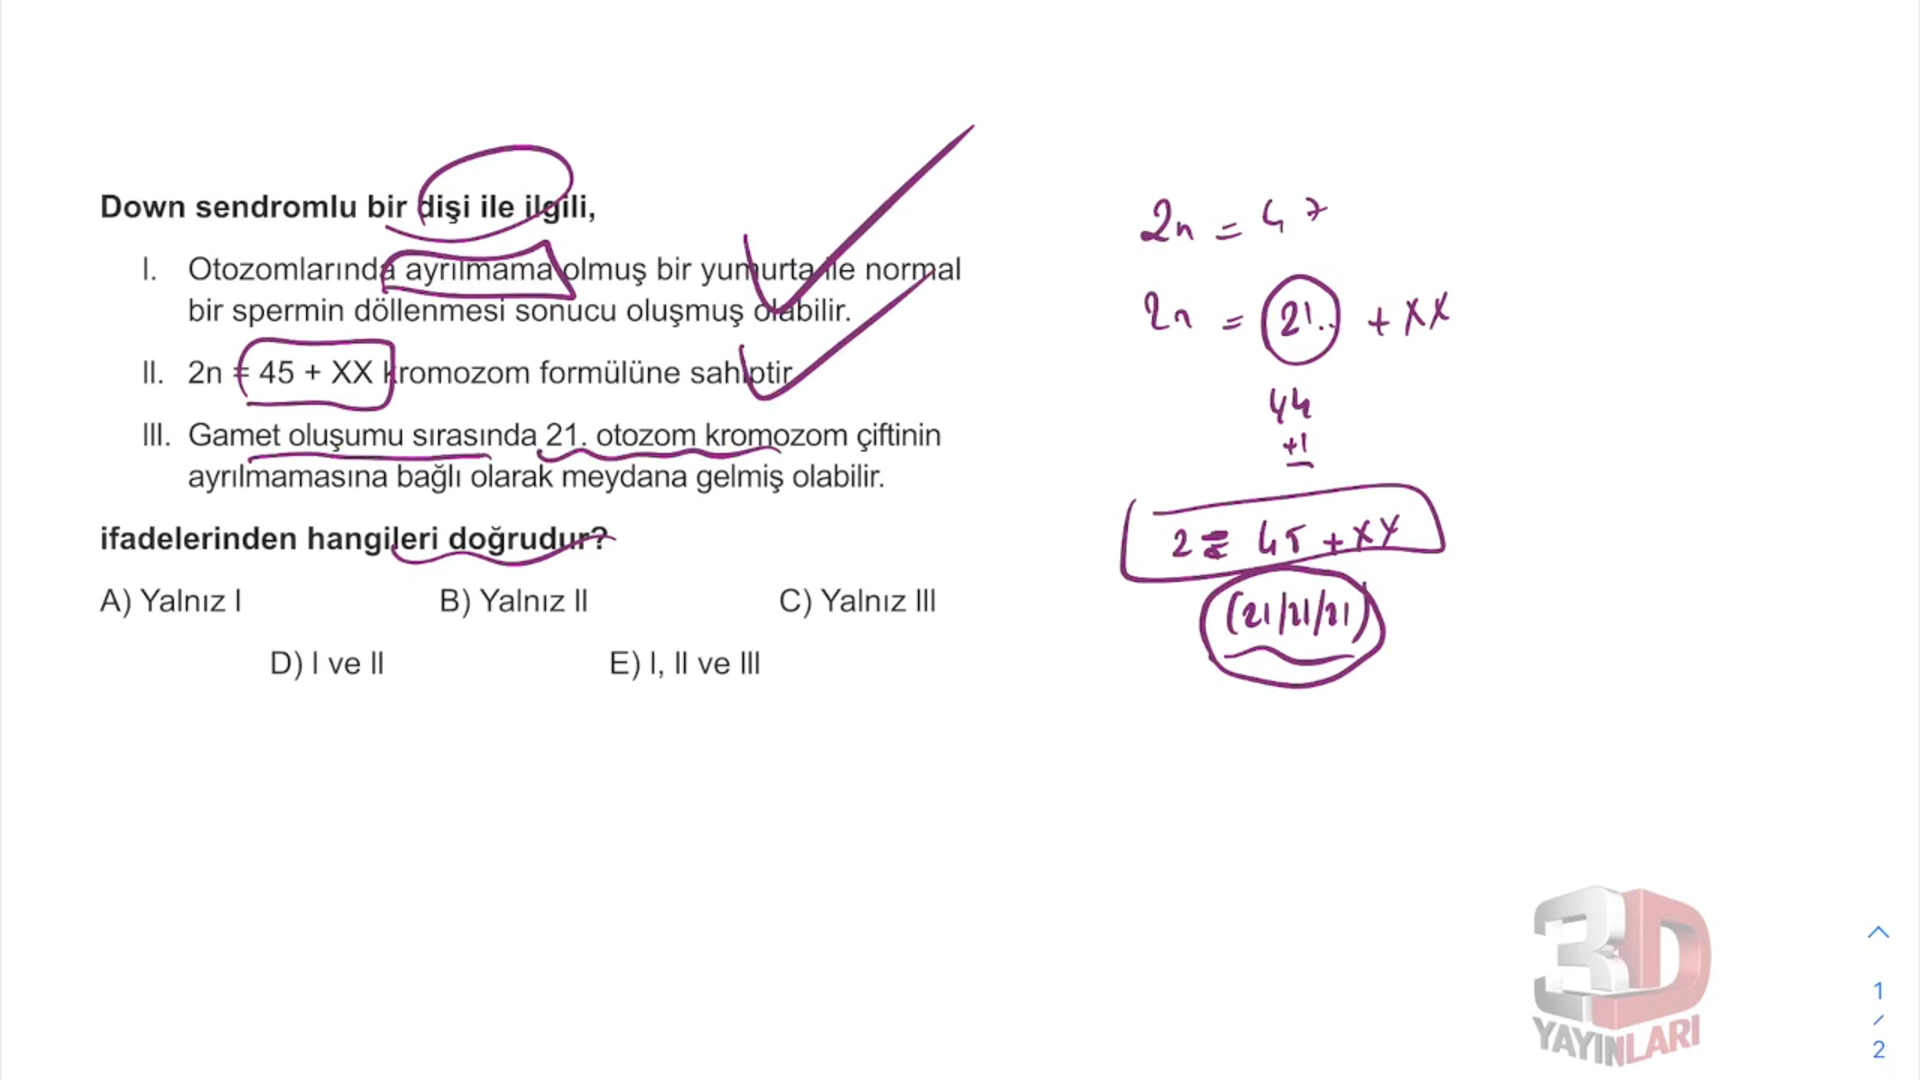 Down sendromlu bir dişi ile ilgili,
I. Otozomlarında ayrılmama olmuş bir yumurta ile normal
bir spermin döllenmesi sonucu oluşmuş olabilir.
II. 2n = 45 + XX kromozom formülüne sahiptir.
III. Gamet oluşumu sırasında 21. otozom kromozom çiftinin
ayrılmamasına bağlı olarak meydana gelmiş olabilir.
ifadelerinden hangileri doğrudur?
A) Yalnız I B) Yalnız II C) Yalnız III
D) I ve II E) I, II ve III
2n = 47
2n = 21.. + XX
44
+1
2 = 45 + XY
(21/21/21)
3D
YAYINLARI
1
/
2